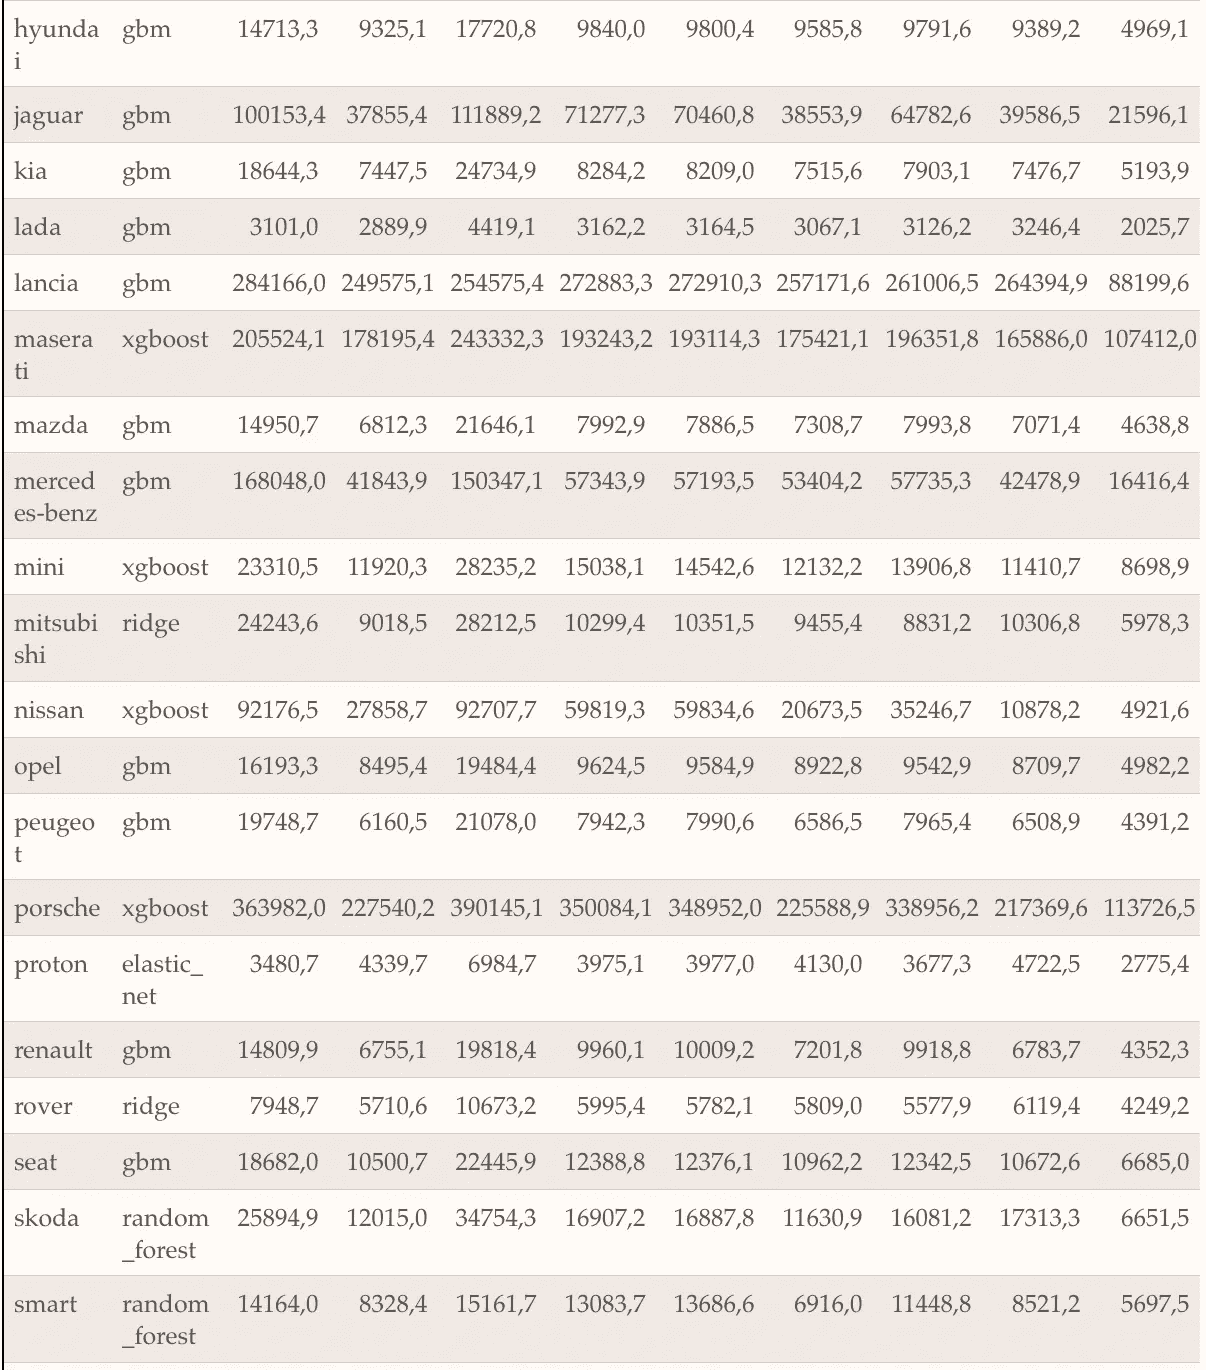 hyunda gbm 14713,3 9325,1 17720,8 9840,0 9800,4 9585,8 9791,6 9389,2 4969,1
i
jaguar gbm 100153,4 37855,4 111889,2 71277,3 70460,8 38553,9 64782,6 39586,5 21596,1
kia gbm 18644,3 7447,5 24734,9 8284,2 8209,0 7515,6 7903,1 7476,7 5193,9
lada gbm 3101,0 2889,9 4419,1 3162,2 3164,5 3067,1 3126,2 3246,4 2025,7
lancia gbm 284166,0 249575,1 254575,4 272883,3 272910,3 257171,6 261006,5 264394,9 88199,6
masera xgboost 205524,1 178195,4 243332,3 193243,2 193114,3 175421,1 196351,8 165886,0 107412,0
ti
mazda gbm 14950,7 6812,3 21646,1 7992,9 7886,5 7308,7 7993,8 7071,4 4638,8
merced gbm 168048,0 41843,9 150347,1 57343,9 57193,5 53404,2 57735,3 42478,9 16416,4
es-benz
mini xgboost 23310,5 11920,3 28235,2 15038,1 14542,6 12132,2 13906,8 11410,7 8698,9
mitsubi ridge 24243,6 9018,5 28212,5 10299,4 10351,5 9455,4 8831,2 10306,8 5978,3
shi
nissan xgboost 92176,5 27858,7 92707,7 59819,3 59834,6 20673,5 35246,7 10878,2 4921,6
opel gbm 16193,3 8495,4 19484,4 9624,5 9584,9 8922,8 9542,9 8709,7 4982,2
peugeo gbm 19748,7 6160,5 21078,0 7942,3 7990,6 6586,5 7965,4 6508,9 4391,2
t
porsche xgboost 363982,0 227540,2 390145,1 350084,1 348952,0 225588,9 338956,2 217369,6 113726,5
proton elastic_ 3480,7 4339,7 6984,7 3975,1 3977,0 4130,0 3677,3 4722,5 2775,4
net
renault gbm 14809,9 6755,1 19818,4 9960,1 10009,2 7201,8 9918,8 6783,7 4352,3
rover ridge 7948,7 5710,6 10673,2 5995,4 5782,1 5809,0 5577,9 6119,4 4249,2
seat gbm 18682,0 10500,7 22445,9 12388,8 12376,1 10962,2 12342,5 10672,6 6685,0
skoda random 25894,9 12015,0 34754,3 16907,2 16887,8 11630,9 16081,2 17313,3 6651,5
_forest
smart random 14164,0 8328,4 15161,7 13083,7 13686,6 6916,0 11448,8 8521,2 5697,5
_forest